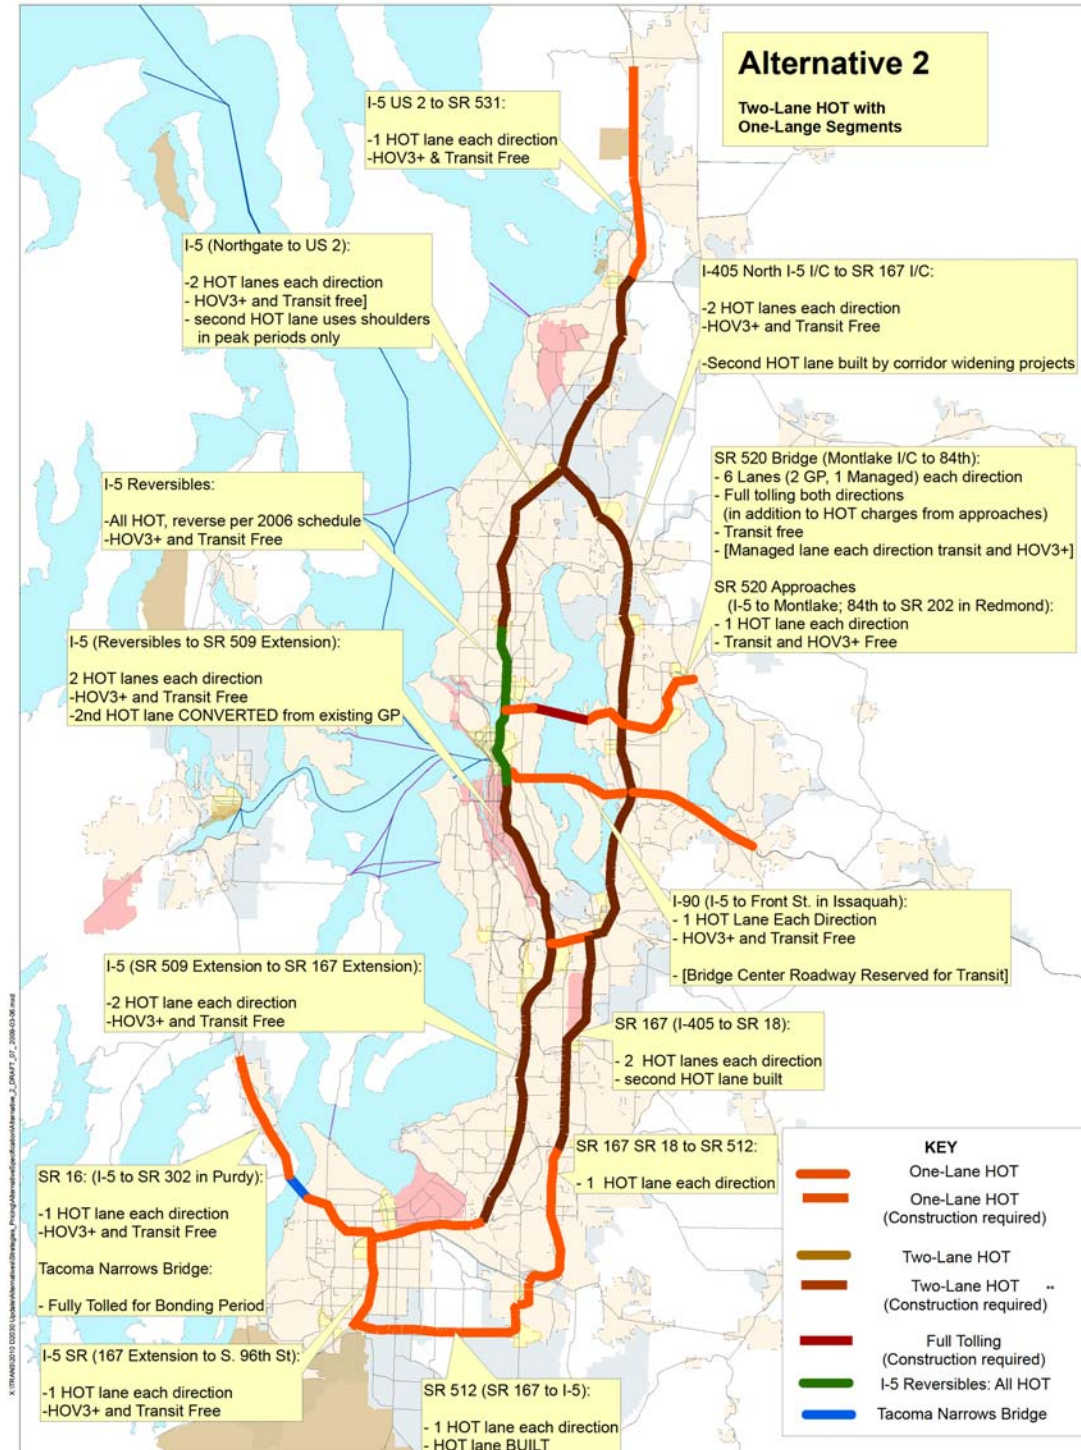 Alternative 2
Two-Lane HOT with
One-Lange Segments
I-5 US 2 to SR 531:
-1 HOT lane each direction
-HOV3+ & Transit Free
I-5 (Northgate to US 2):
-2 HOT lanes each direction
- HOV3+ and Transit free]
- second HOT lane uses shoulders
in peak periods only
I-405 North I-5 I/C to SR 167 I/C:
-2 HOT lanes each direction
-HOV3+ and Transit Free
-Second HOT lane built by corridor widening projects
SR 520 Bridge (Montlake I/C to 84th):
- 6 Lanes (2 GP, 1 Managed) each direction
- Full tolling both directions
(in addition to HOT charges from approaches)
- Transit free
- [Managed lane each direction transit and HOV3+]
SR 520 Approaches
(I-5 to Montlake; 84th to SR 202 in Redmond):
- 1 HOT lane each direction
- Transit and HOV3+ Free
I-5 Reversibles:
-All HOT, reverse per 2006 schedule
-HOV3+ and Transit Free
I-5 (Reversibles to SR 509 Extension):
2 HOT lanes each direction
-HOV3+ and Transit Free
-2nd HOT lane CONVERTED from existing GP
I-90 (I-5 to Front St. in Issaquah):
- 1 HOT Lane Each Direction
- HOV3+ and Transit Free
- [Bridge Center Roadway Reserved for Transit]
I-5 (SR 509 Extension to SR 167 Extension):
-2 HOT lane each direction
-HOV3+ and Transit Free
SR 167 (I-405 to SR 18):
- 2 HOT lanes each direction
- second HOT lane built
SR 167 SR 18 to SR 512:
- 1 HOT lane each direction
SR 16: (I-5 to SR 302 in Purdy):
-1 HOT lane each direction
-HOV3+ and Transit Free
Tacoma Narrows Bridge:
- Fully Tolled for Bonding Period
I-5 SR (167 Extension to S. 96th St):
-1 HOT lane each direction
-HOV3+ and Transit Free
SR 512 (SR 167 to I-5):
- 1 HOT lane each direction
- HOT lane BUILT
KEY
One-Lane HOT
One-Lane HOT
(Construction required)
Two-Lane HOT
Two-Lane HOT
(Construction required)
Full Tolling
(Construction required)
I-5 Reversibles: All HOT
Tacoma Narrows Bridge